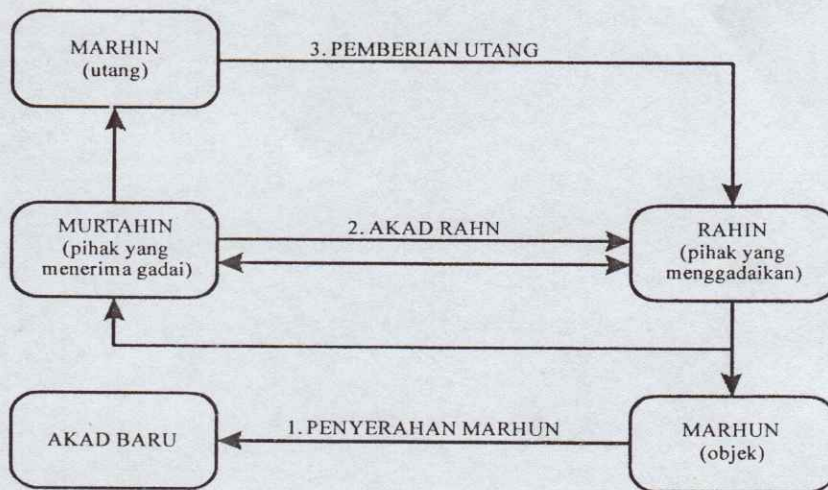 MARHIN
(utang)
3. PEMBERIAN UTANG
MURTAHIN
(pihak yang
menerima gadai)
2. AKAD RAHN
RAHIN
(pihak yang
menggadaikan)
AKAD BARU
1. PENYERAHAN MARHUN
MARHUN
(objek)